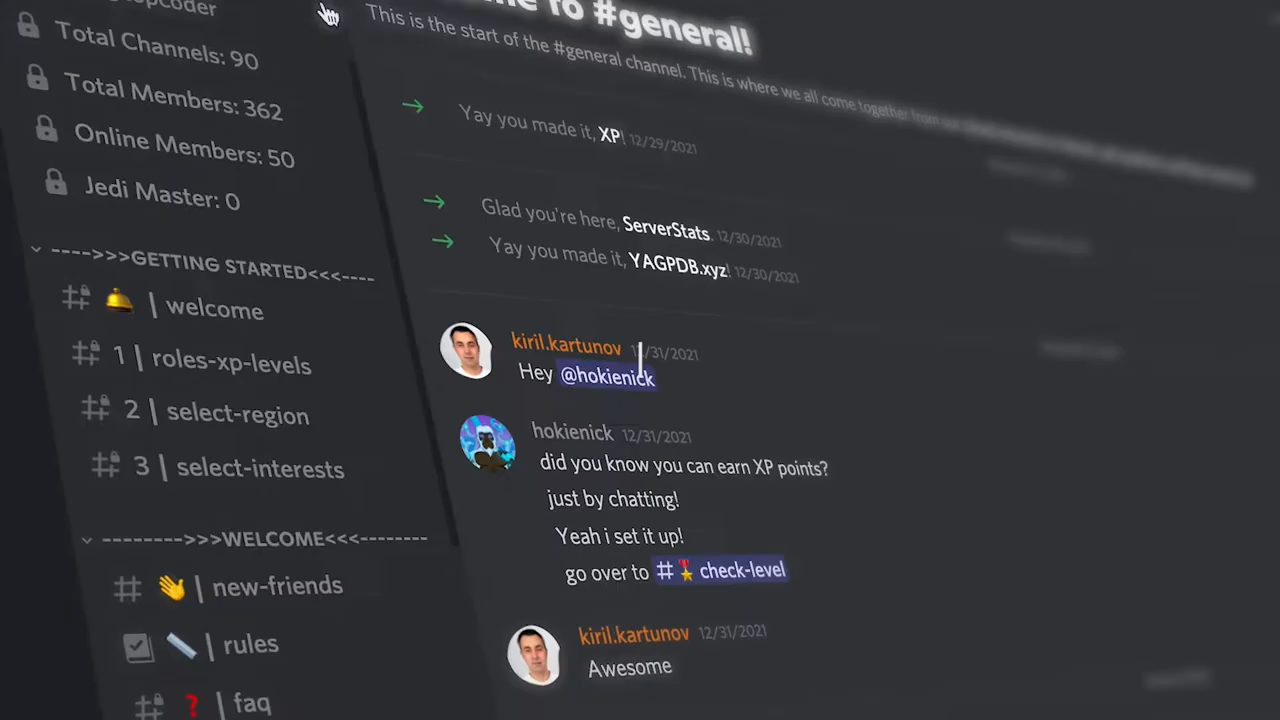 Total Channels: 90
Total Members: 362
Online Members: 50
Jedi Master: 0
---->>>GETTING STARTED<<<----
| welcome
1 | roles-xp-levels
2 | select-region
3 | select-interests
-------->>>WELCOME<<<--------
| new-friends
| rules
| faq
to #general!
This is the start of the #general channel. This is where we all come together from our
Yay you made it, XP! 12/29/2021
Glad you're here, ServerStats. 12/30/2021
Yay you made it, YAGPDB.xyz! 12/30/2021
kiril.kartunov 12/31/2021
Hey @hokienick
hokienick 12/31/2021
did you know you can earn XP points?
just by chatting!
Yeah i set it up!
go over to # check-level
kiril.kartunov 12/31/2021
Awesome